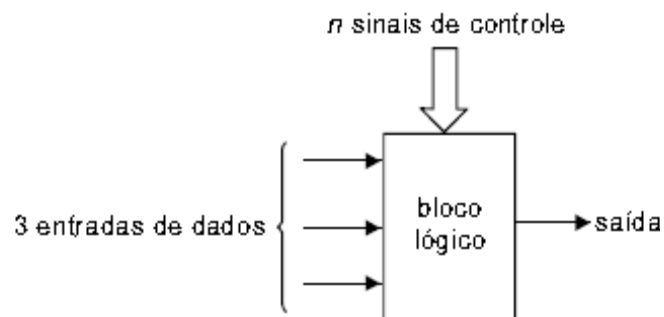 n sinais de controle
3 entradas de dados
bloco
lógico
saída